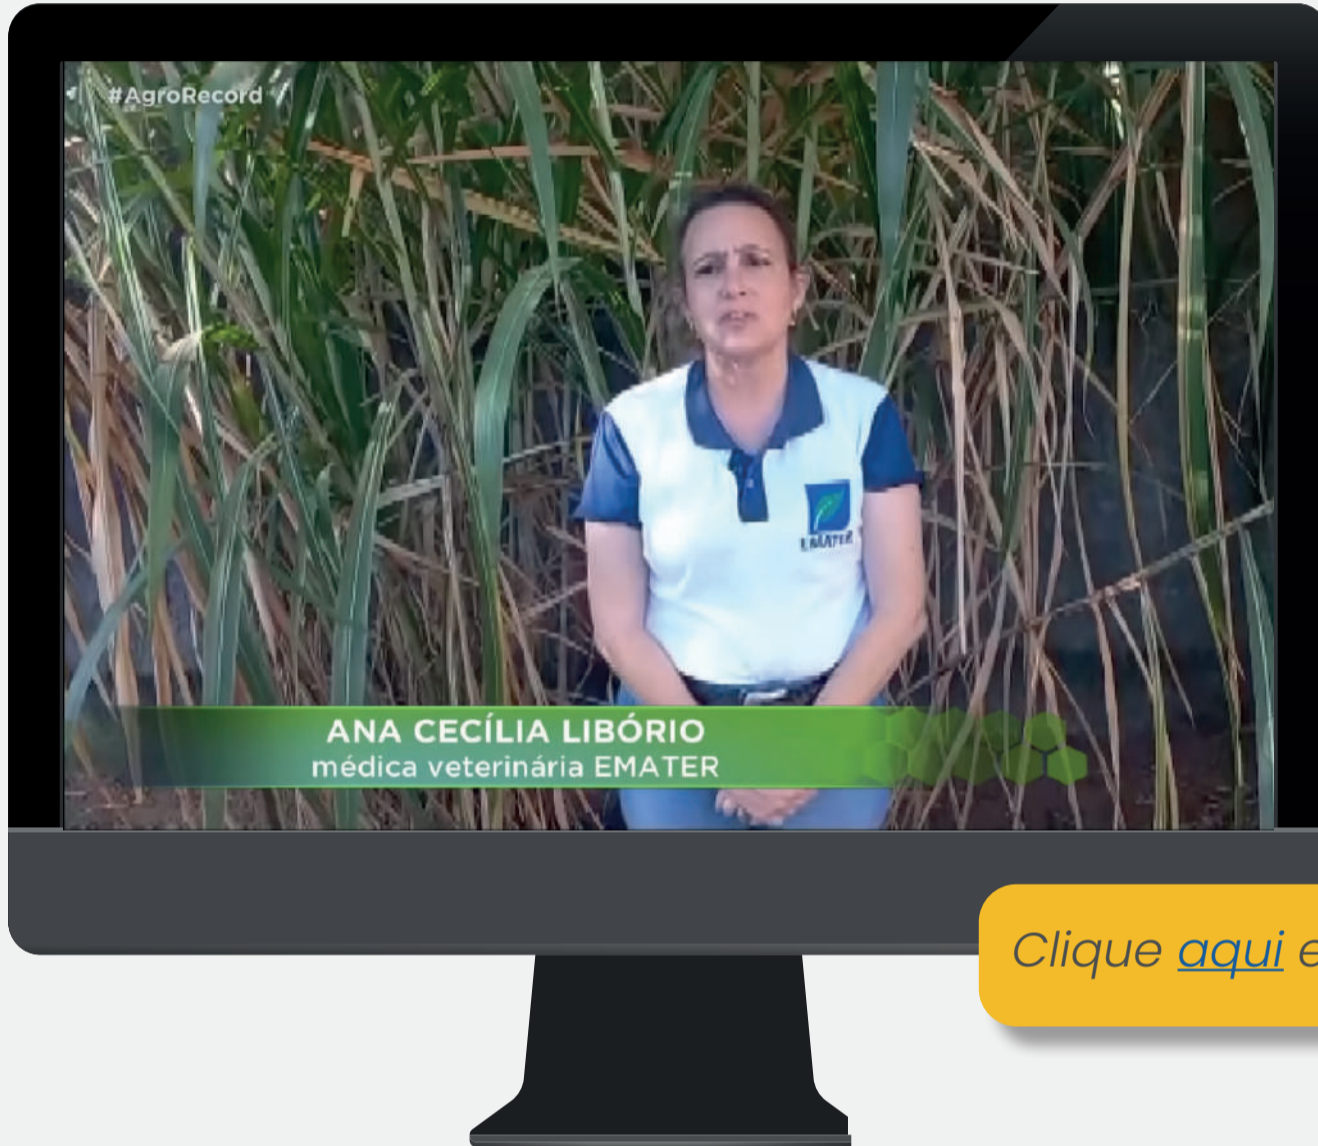 #AgroRecord
EMATER
ANA CECÍLIA LIBÓRIO
médica veterinária EMATER
Clique aqui e